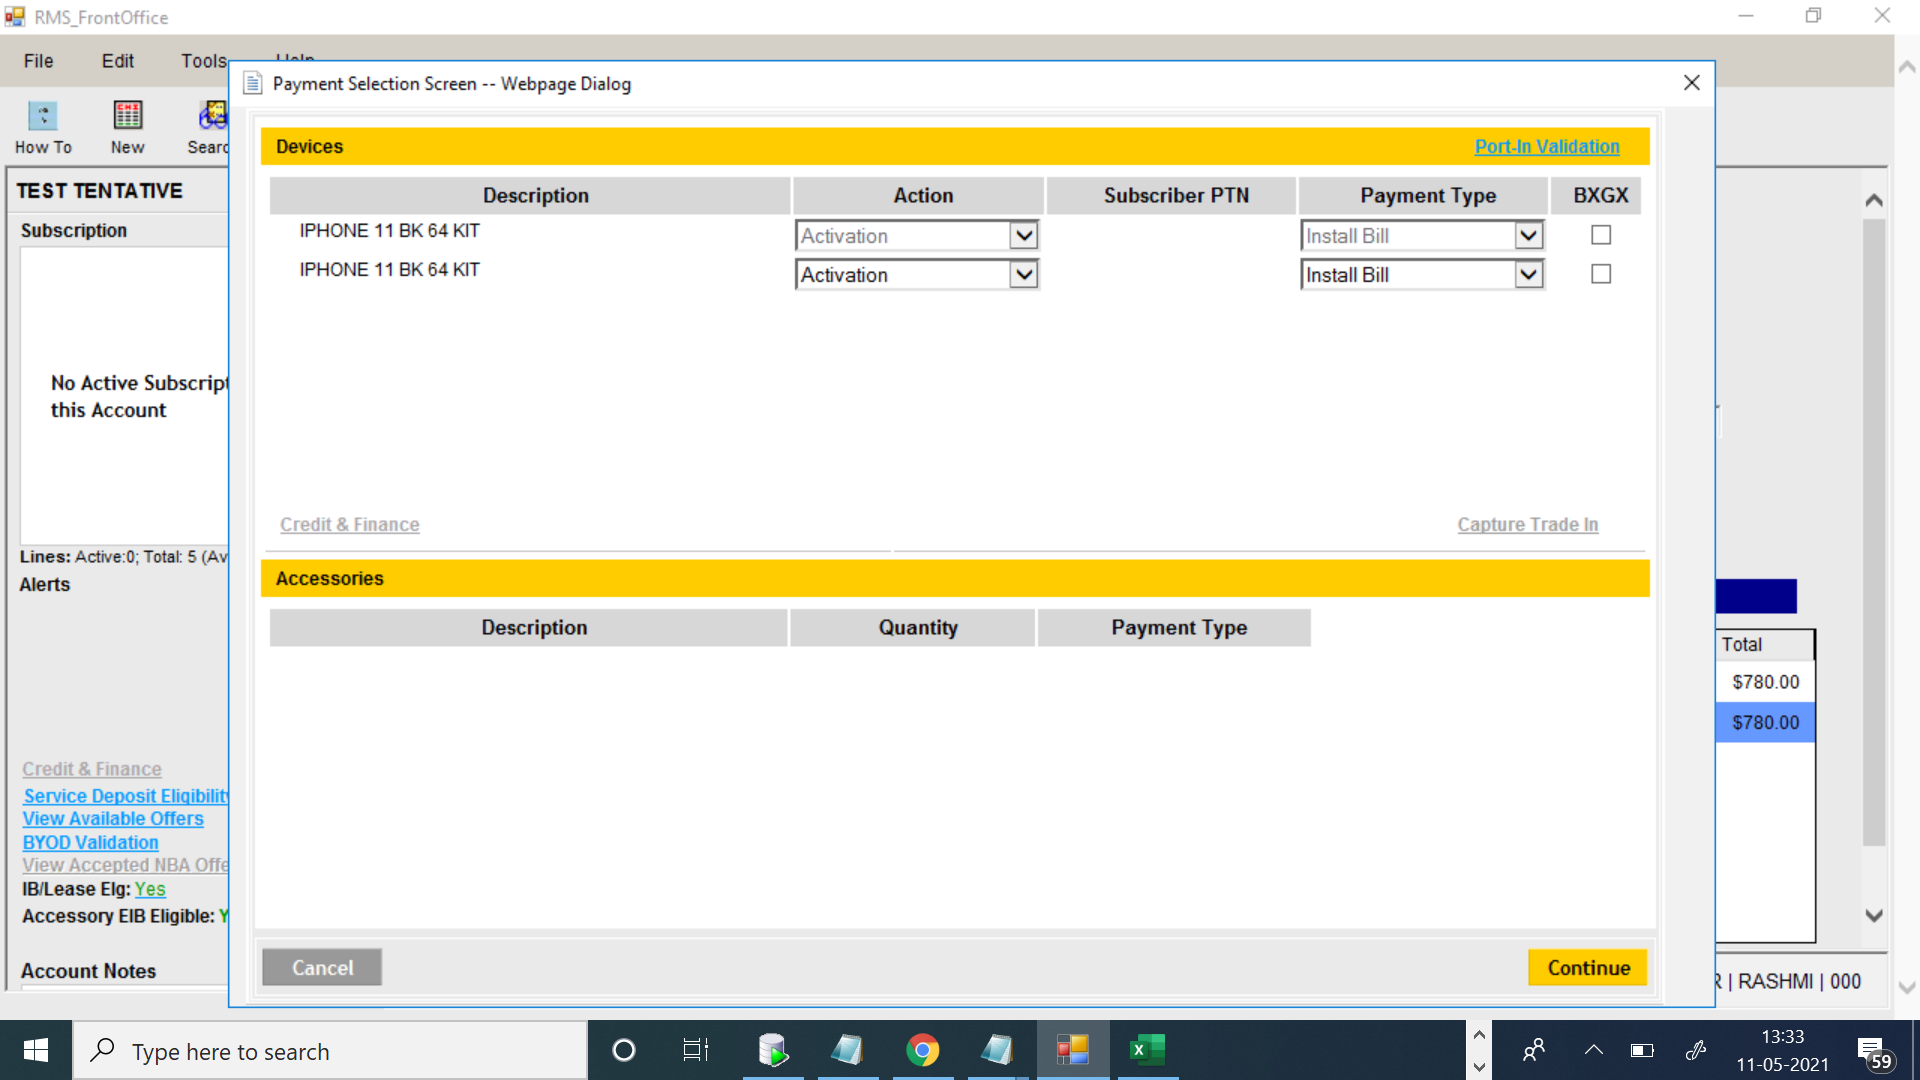 RMS_FrontOffice
File Edit Tools Help
Payment Selection Screen -- Webpage Dialog
How To New Searc
Devices Port-In Validation
TEST TENTATIVE
Description Action Subscriber PTN Payment Type BXGX
Subscription
IPHONE 11 BK 64 KIT Activation Install Bill
IPHONE 11 BK 64 KIT Activation Install Bill
No Active Subscript
this Account
Credit & Finance Capture Trade In
Lines: Active:0; Total: 5 (Av
Alerts
Accessories
Description Quantity Payment Type
Total
$780.00
$780.00
Credit & Finance
Service Deposit Eligibility
View Available Offers
BYOD Validation
View Accepted NBA Offe
IB/Lease Elg: Yes
Accessory EIB Eligible: Y
Cancel Continue
Account Notes
R | RASHMI | 000
Type here to search
13:33
11-05-2021
59